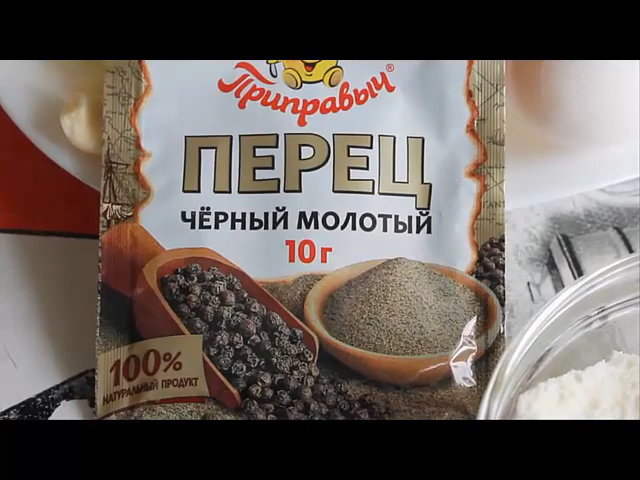 Приправыч®
ПЕРЕЦ
ЧЁРНЫЙ МОЛОТЫЙ
10 г
100%
НАТУРАЛЬНЫЙ ПРОДУКТ